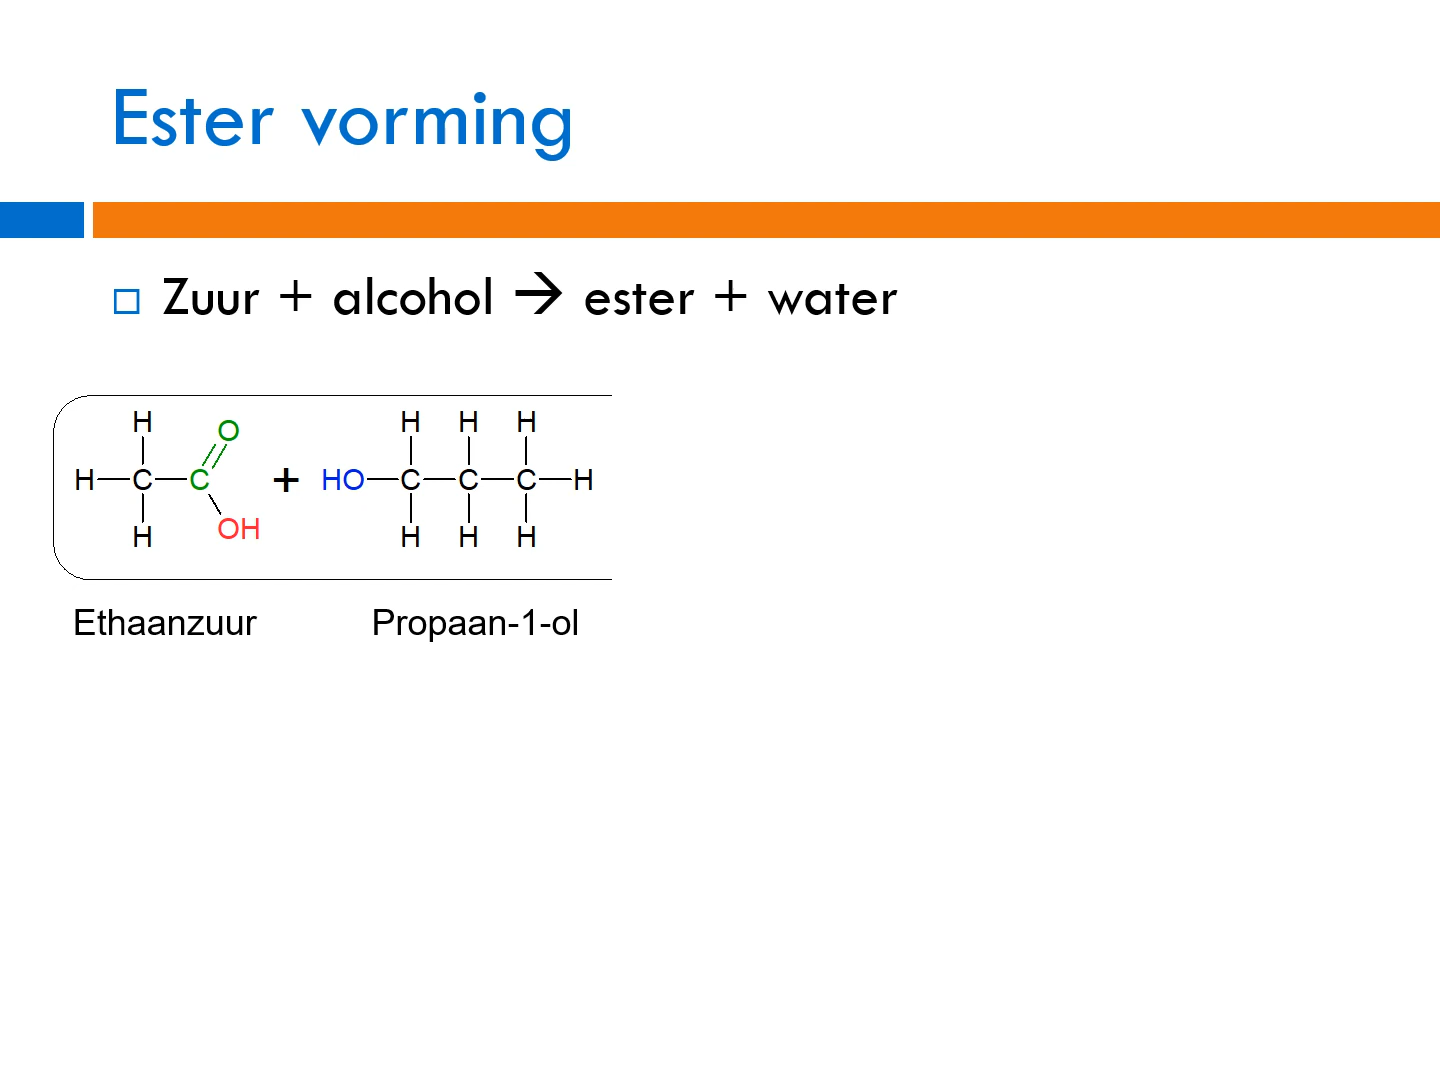 Ester vorming
Zuur + alcohol → ester + water
H H H H
O
H C C + HO C C C H
H OH H H H
Ethaanzuur Propaan-1-ol